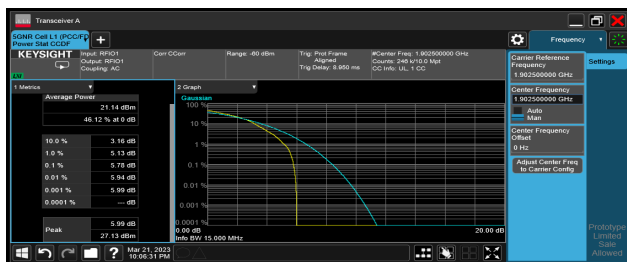 Transceiver A
5GNR Cell L1 (PCC/FD
Power Stat CCDF
KEYSIGHT
Input: RFIO1
Output: RFIO1
Coupling: AC
Corr CCorr
Range: -60 dBm
Trig: Prot Frame
Aligned
Trig Delay: 8.950 ms
#Center Freq: 1.902500000 GHz
Counts: 246 k/10.0 Mpt
CC Info: UL, 1 CC
LVI
1 Metrics
Average Power
21.14 dBm
46.12 % at 0 dB
10.0 % 3.16 dB
1.0 % 5.13 dB
0.1 % 5.78 dB
0.01 % 5.94 dB
0.001 % 5.99 dB
0.0001 % --- dB
Peak
5.99 dB
27.13 dBm
2 Graph
Gaussian
100 %
10 %
1 %
0.1 %
0.01 %
0.001 %
0.0001 %
0.00 dB
20.00 dB
Info BW 15.000 MHz
Frequency
Settings
Carrier Reference
Frequency
1.902500000 GHz
Center Frequency
1.902500000 GHz
Auto
Man
Center Frequency
Offset
0 Hz
Adjust Center Freq
to Carrier Config
Prototype
Limited
Sale
Allowed
?
Mar 21, 2023
10:06:31 PM